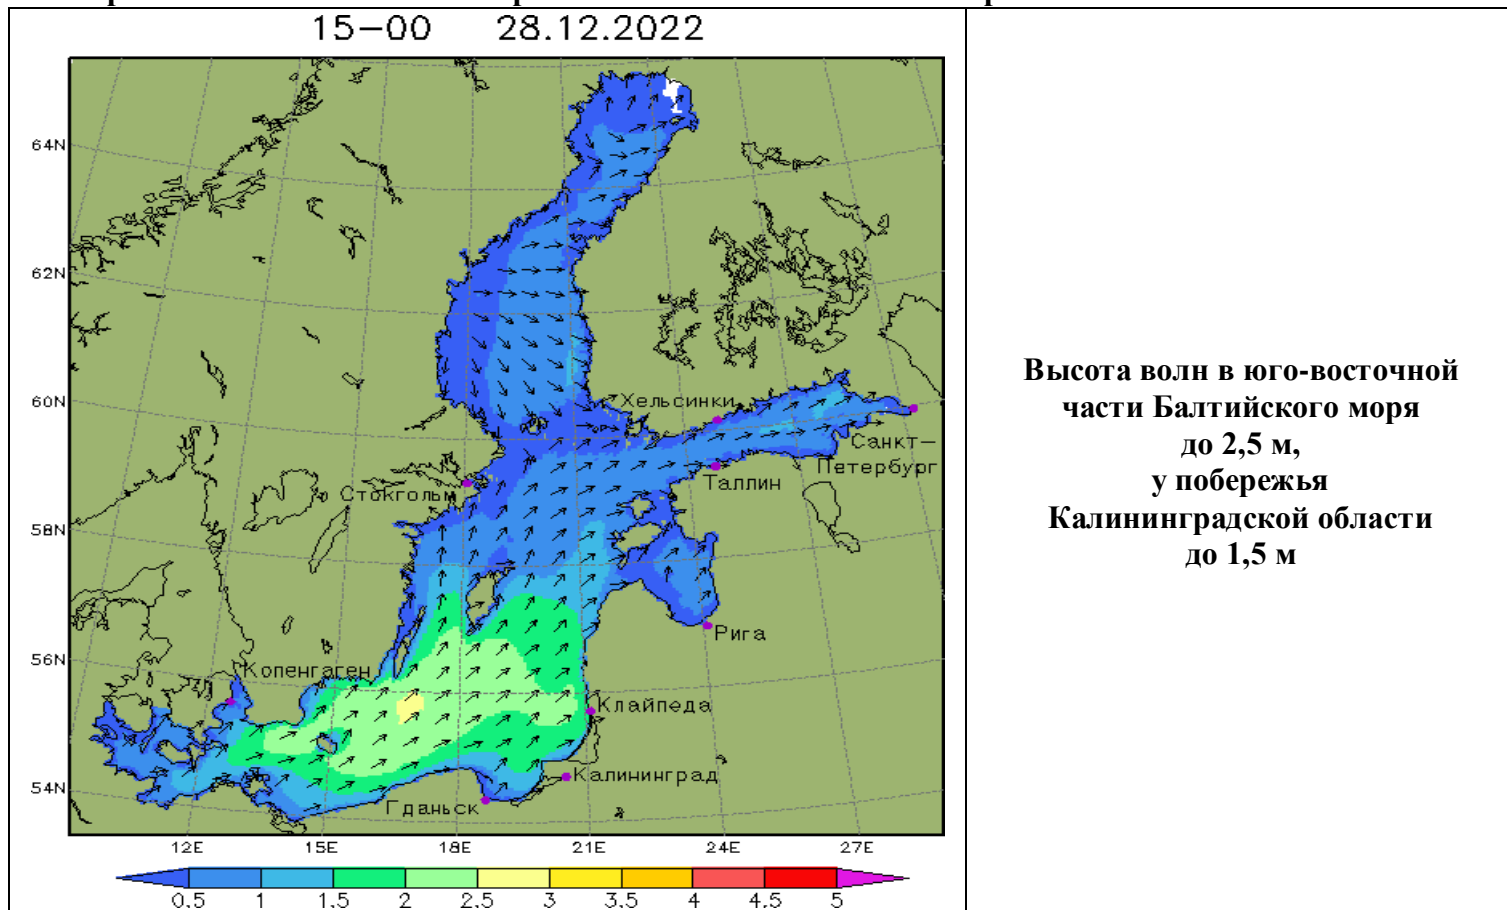 15-00 28.12.2022
64N
62N
60N
58N
56N
54N
Хельсинки
Санкт-
Петербург
Таллин
Стокгольм
Рига
Копенгаген
Клайпеда
Калининград
Гданьск
12E 15E 18E 21E 24E 27E
0,5 1 1,5 2 2,5 3 3,5 4 4,5 5
Высота волн в юго-восточной
части Балтийского моря
до 2,5 м,
у побережья
Калининградской области
до 1,5 м